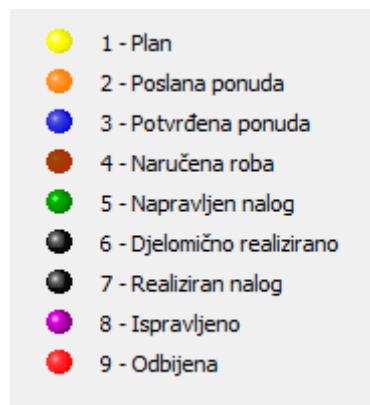 1 - Plan
2 - Poslana ponuda
3 - Potvrđena ponuda
4 - Naručena roba
5 - Napravljen nalog
6 - Djelomično realizirano
7 - Realiziran nalog
8 - Ispravljeno
9 - Odbijena